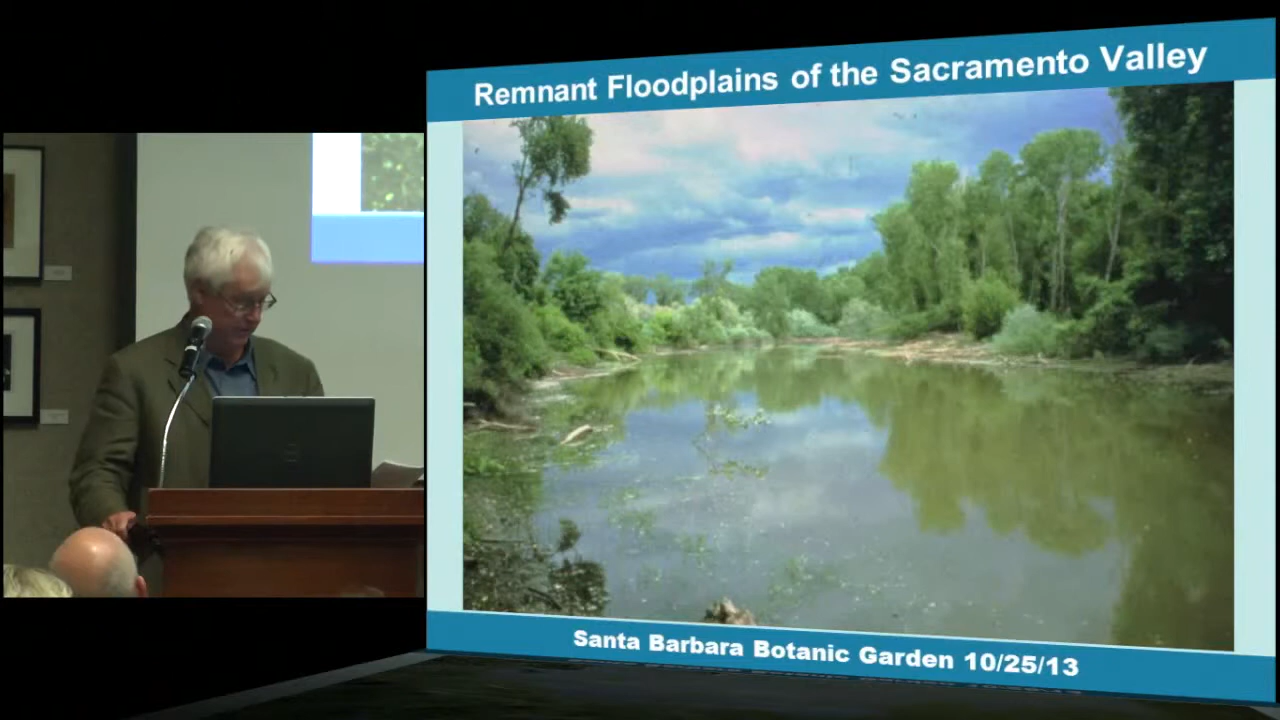 Remnant Floodplains of the Sacramento Valley
Santa Barbara Botanic Garden 10/25/13